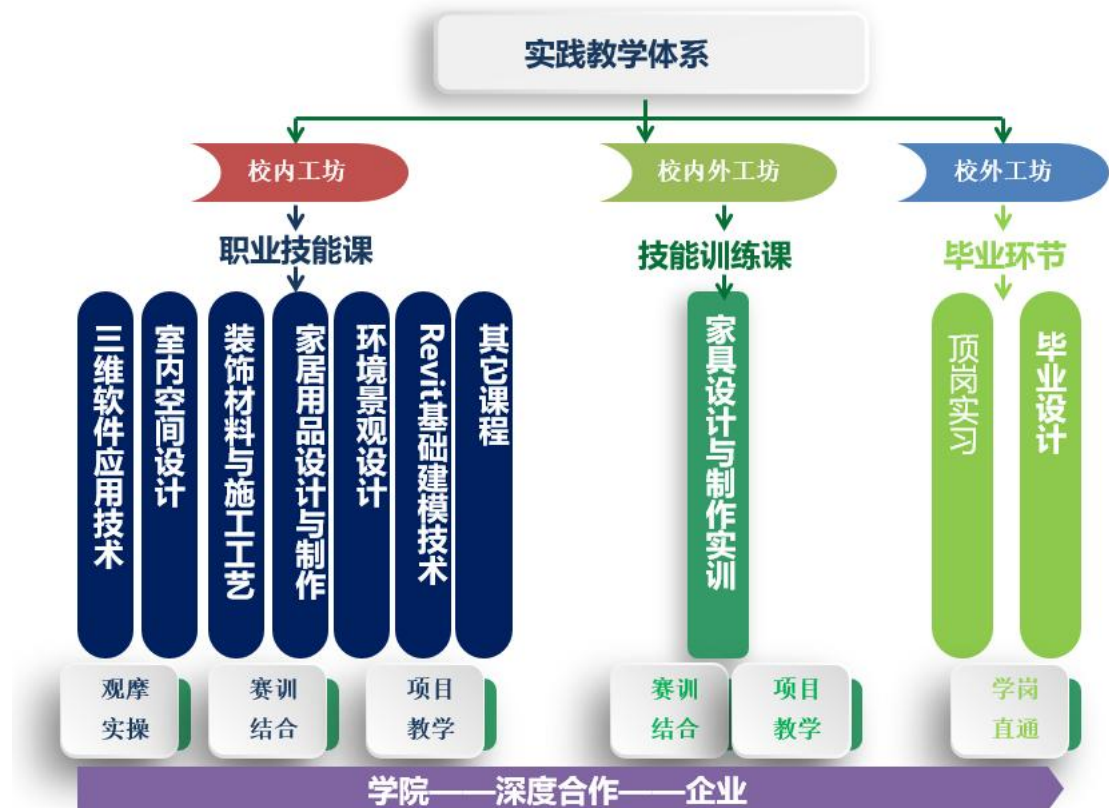 实践教学体系
校内工坊
校内外工坊
校外工坊
职业技能课
技能训练课
毕业环节
三维软件应用技术
室内空间设计
装饰材料与施工工艺
家居用品设计与制作
环境景观设计
Revit基础建模技术
其它课程
家具设计与制作实训
顶岗实习
毕业设计
观摩
实操
赛训
结合
项目
教学
赛训
结合
项目
教学
学岗
直通
学院——深度合作——企业